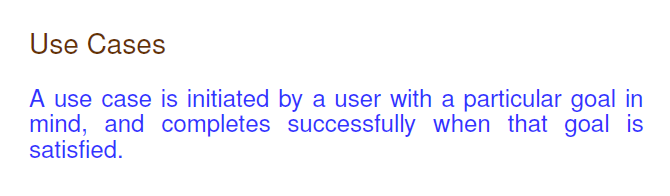 Use Cases
A use case is initiated by a user with a particular goal in
mind, and completes successfully when that goal is
satisfied.